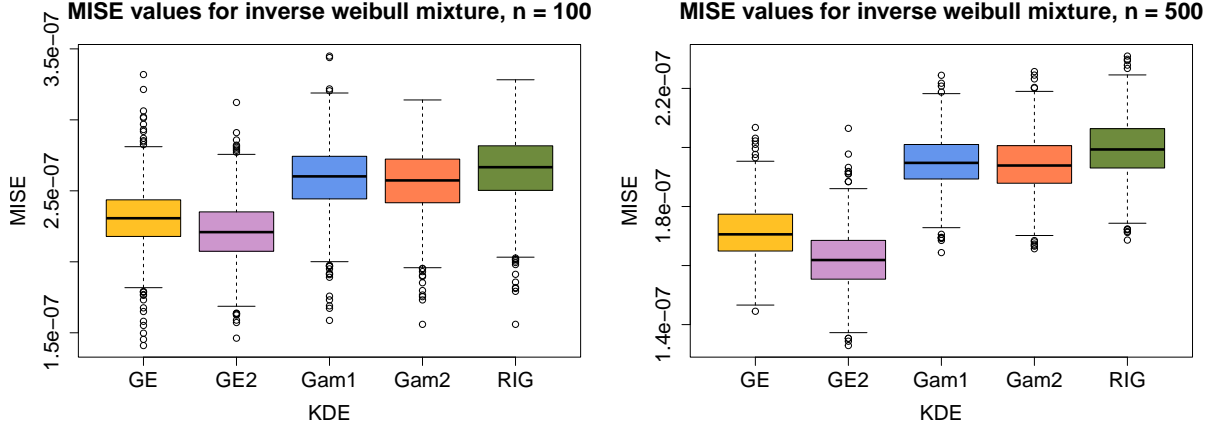 MISE values for inverse weibull mixture, n = 100
MISE
3.5e−07
2.5e−07
1.5e−07
GE GE2 Gam1 Gam2 RIG
KDE
MISE values for inverse weibull mixture, n = 500
MISE
2.2e−07
1.8e−07
1.4e−07
GE GE2 Gam1 Gam2 RIG
KDE